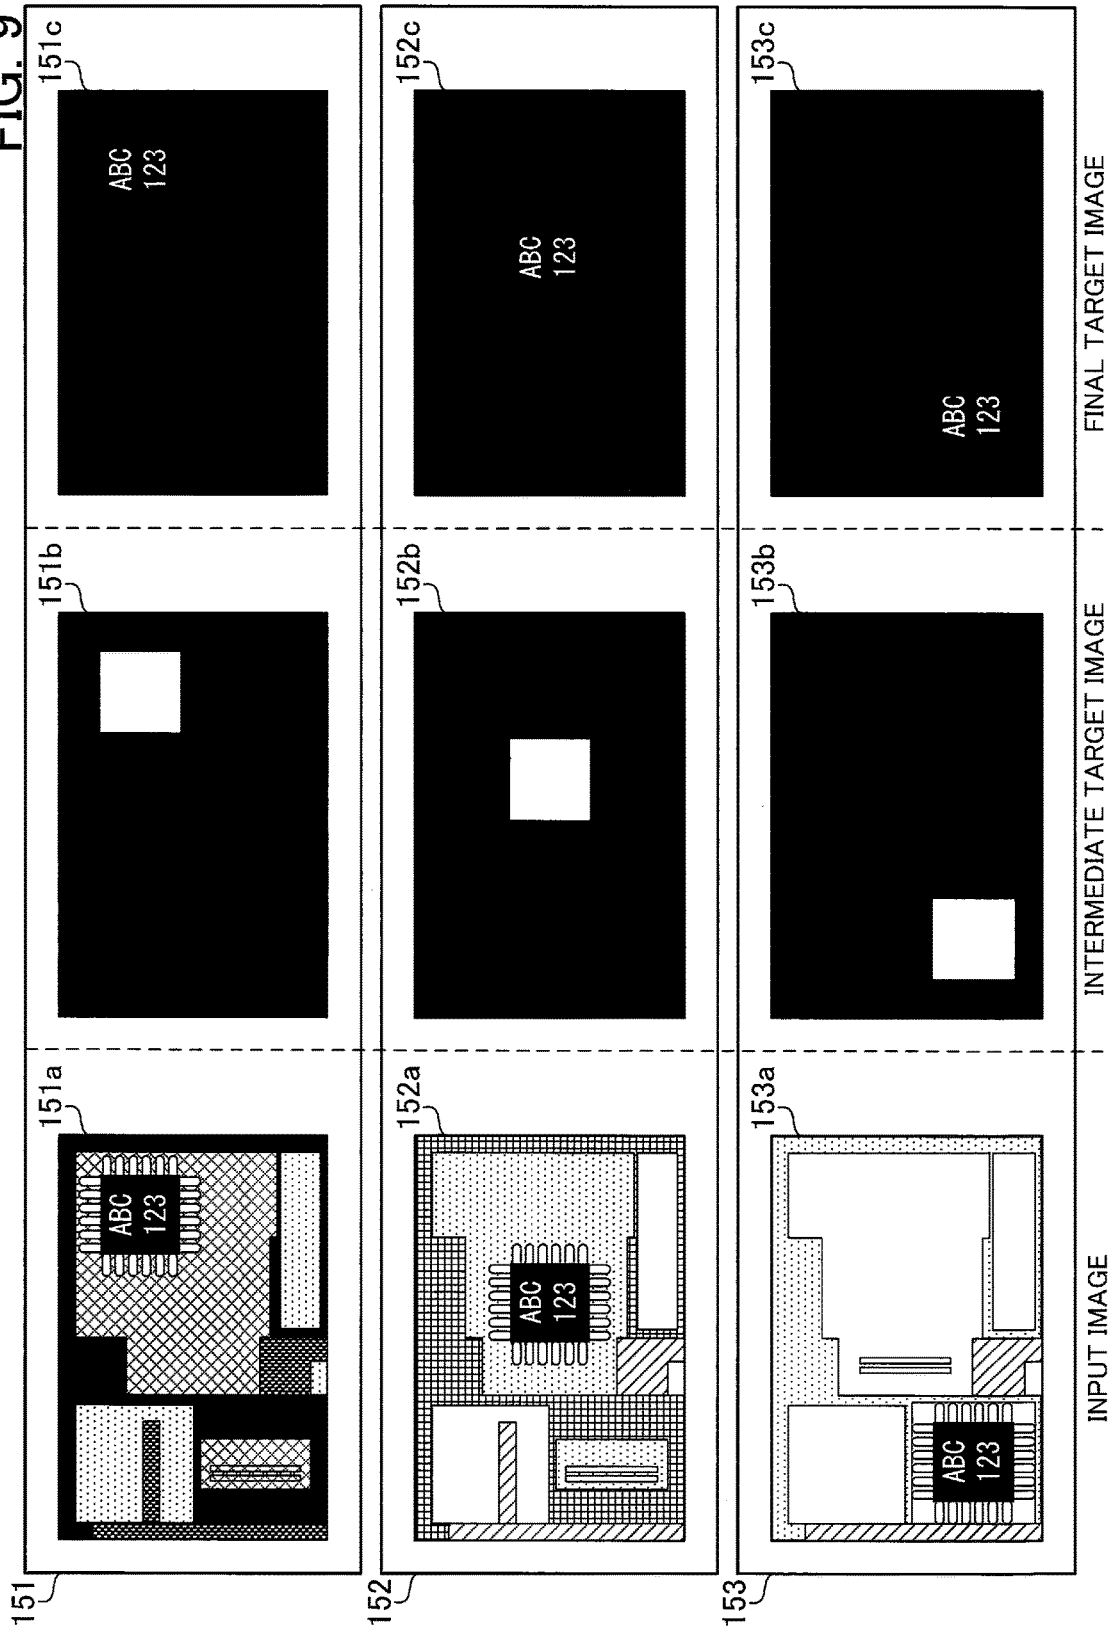 FIG. 9
151
151a
ABC
123
151b
151c
ABC
123
152
152a
ABC
123
152b
152c
ABC
123
153
153a
ABC
123
153b
153c
ABC
123
INPUT IMAGE
INTERMEDIATE TARGET IMAGE
FINAL TARGET IMAGE